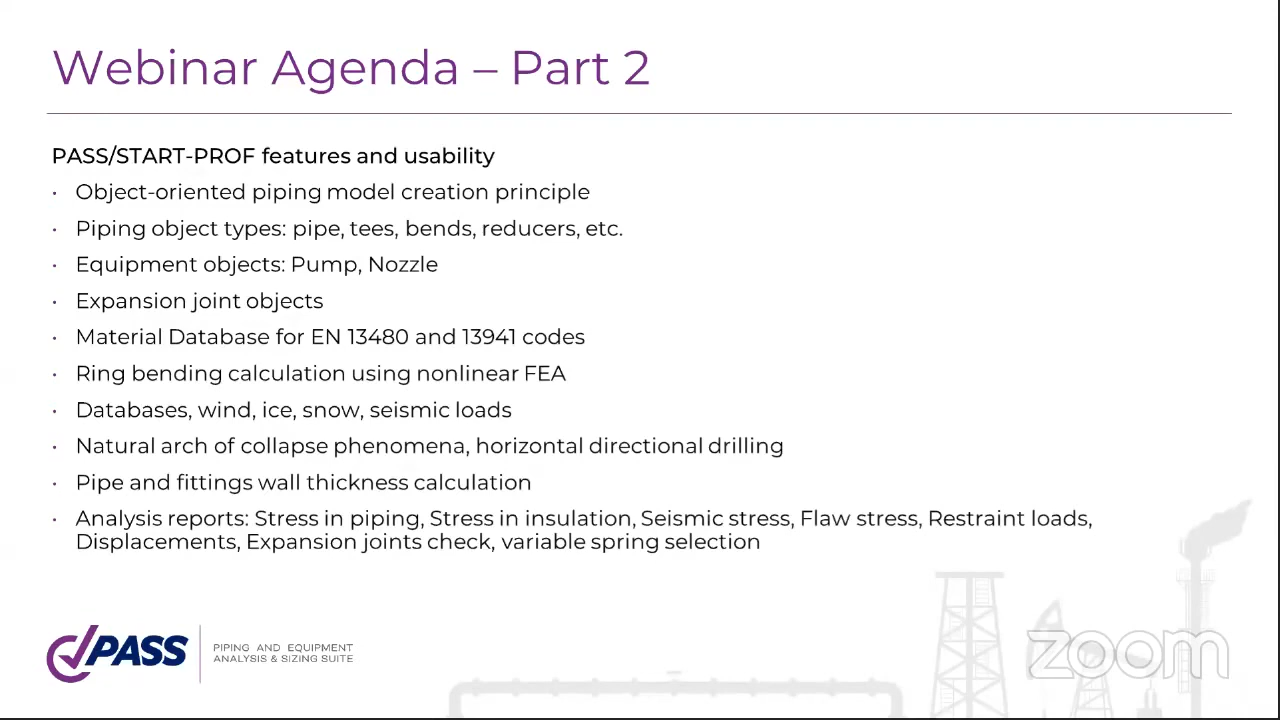 Webinar Agenda – Part 2
PASS/START-PROF features and usability
· Object-oriented piping model creation principle
· Piping object types: pipe, tees, bends, reducers, etc.
· Equipment objects: Pump, Nozzle
· Expansion joint objects
· Material Database for EN 13480 and 13941 codes
· Ring bending calculation using nonlinear FEA
· Databases, wind, ice, snow, seismic loads
· Natural arch of collapse phenomena, horizontal directional drilling
· Pipe and fittings wall thickness calculation
· Analysis reports: Stress in piping, Stress in insulation, Seismic stress, Flaw stress, Restraint loads,
Displacements, Expansion joints check, variable spring selection
PASS
PIPING AND EQUIPMENT
ANALYSIS & SIZING SUITE
zoom